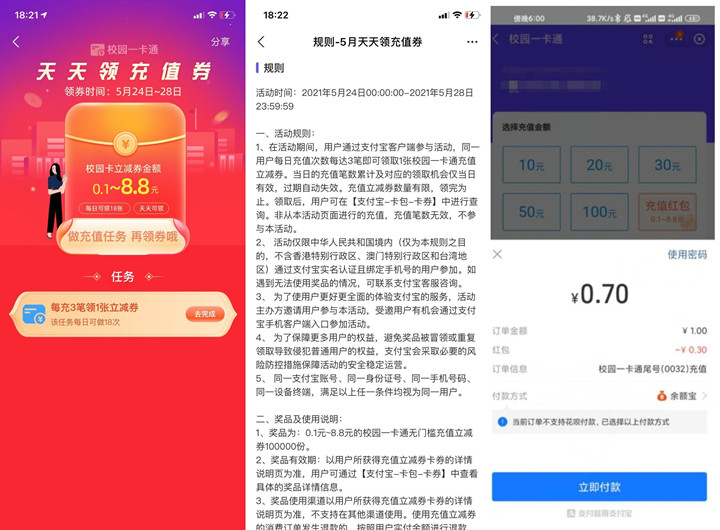 18:21
校园一卡通
分享
天天领充值券
领券时间：5月24日~28日
校园卡立减券金额
0.1~8.8元
每日可领18张
天天可领
做充值任务 再领券哦
任务
每充3笔领1张立减券
该任务每日可做18次
去完成
18:22
规则-5月天天领充值券
规则
活动时间：2021年5月24日00:00:00-2021年5月28日
23:59:59
一、活动规则：
1、在活动期间，用户通过支付宝客户端参与活动，同一
用户每日充值次数每达3笔即可领取1张校园一卡通充值
立减券。当日的充值笔数累计及对应的领取机会仅当日
有效，过期自动失效。充值立减券数量有限，领完为
止。领取后，用户可在【支付宝-卡包-卡券】中进行查
询。非从本活动页面进行的充值，充值笔数无效，不参
与本活动。
2、 活动仅限中华人民共和国境内（仅为本规则之目
的，不含香港特别行政区、澳门特别行政区和台湾地
区）通过支付宝实名认证且绑定手机号的用户参加。如
遇到无法使用奖品的情况，可联系支付宝客服咨询。
3、 为了使用户更好更全面的体验支付宝的服务，活动
主办方邀请用户参与本活动，受邀用户有机会通过支付
宝手机客户端入口参加活动。
4、 为了保障更多用户的权益，避免奖品被冒领或重复
领取导致侵犯普通用户的权益，支付宝会采取必要的风
险防控措施保障活动的安全稳定运营。
5、 同一支付宝账号、同一身份证号、同一手机号码、
同一设备终端，满足以上任一条件均视为同一用户。
二、奖品及使用说明：
1、奖品为：0.1元~8.8元的校园一卡通无门槛充值立减
券100000份。
2、奖品有效期：以用户所获得充值立减券卡券的详情
说明页为准，用户可通过【支付宝-卡包-卡券】中查看
具体的奖品详情信息。
3、奖品使用渠道以用户所获得充值立减券卡券的详情
说明页为准，不支持在其他渠道使用。使用充值立减券
的消费订单发生退款的，按照用户实付金额进行退款，
傍晚6:00
38.7K/s
校园一卡通
选择充值金额
10元
20元
30元
50元
100元
充值红包
0.1~8.8元
使用密码
¥0.70
订单金额
¥ 1.00
红包
-¥ 0.30
订单信息
校园一卡通尾号(0032)充值
付款方式
余额宝
当前订单不支持花呗付款，已选择以上付款方式
立即付款
支付就用支付宝